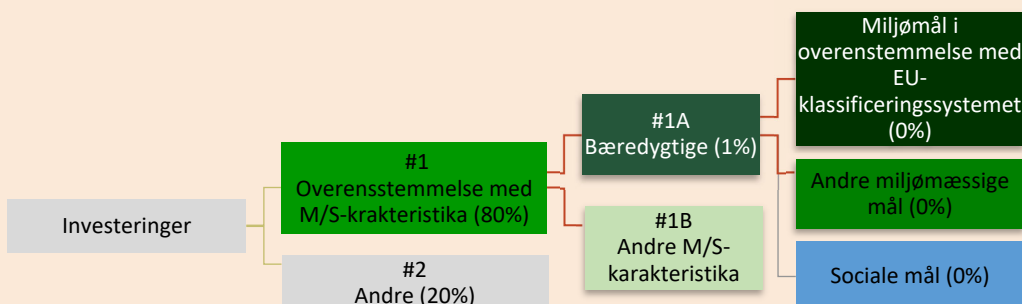 Investeringer
#1
Overensstemmelse med
M/S-krakteristika (80%)
#2
Andre (20%)
#1A
Bæredygtige (1%)
#1B
Andre M/S-
karakteristika
Miljømål i
overenstemmelse med
EU-
klassificeringssystemet
(0%)
Andre miljømæssige
mål (0%)
Sociale mål (0%)